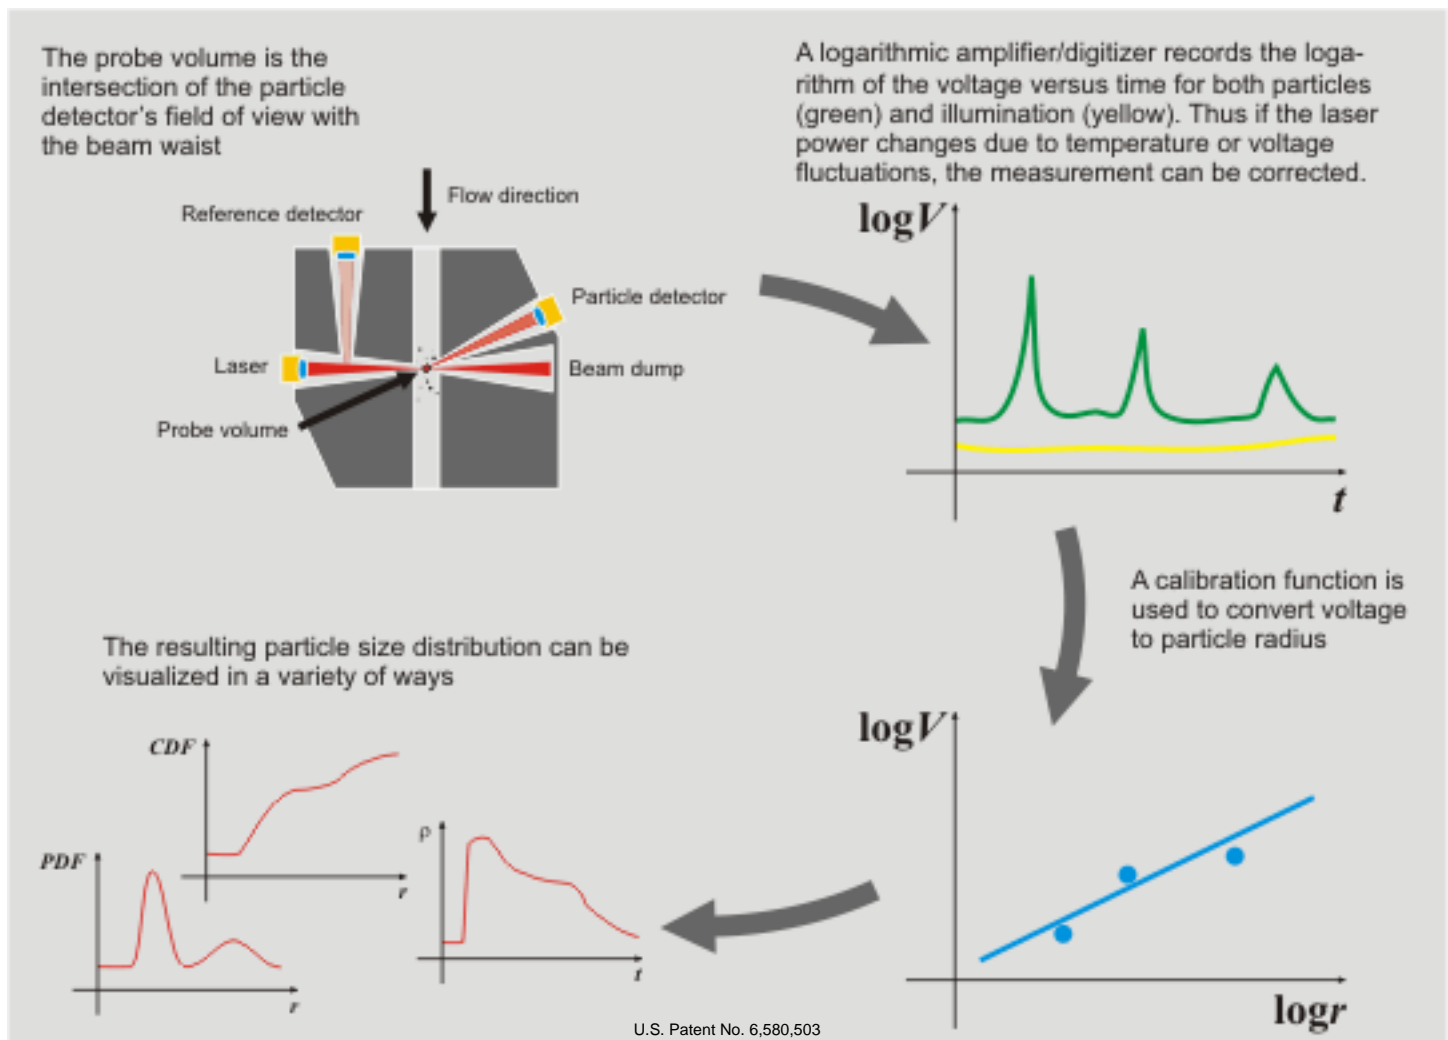 The probe volume is the
intersection of the particle
detector's field of view with
the beam waist
Flow direction
Reference detector
Particle detector
Laser
Beam dump
Probe volume
A logarithmic amplifier/digitizer records the loga-
rithm of the voltage versus time for both particles
(green) and illumination (yellow). Thus if the laser
power changes due to temperature or voltage
fluctuations, the measurement can be corrected.
logV
t
A calibration function is
used to convert voltage
to particle radius
logV
logr
The resulting particle size distribution can be
visualized in a variety of ways
CDF
r
PDF
r
ρ
t
U.S. Patent No. 6,580,503